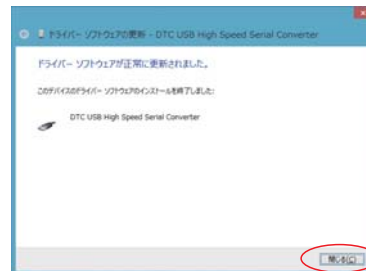 ドライバー ソフトウェアの更新 - DTC USB High Speed Serial Converter
ドライバー ソフトウェアが正常に更新されました。
このデバイスのドライバー ソフトウェアのインストールを終了しました:
DTC USB High Speed Serial Converter
閉じる(C)